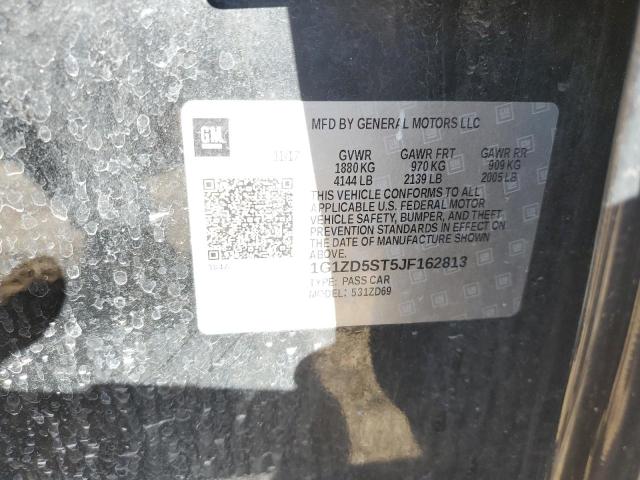 GM
MFD BY GENERAL MOTORS LLC
11/17 GVWR GAWR FRT GAWR RR
1880 KG 970 KG 909 KG
4144 LB 2139 LB 2005 LB
THIS VEHICLE CONFORMS TO ALL
APPLICABLE U.S. FEDERAL MOTOR
VEHICLE SAFETY, BUMPER, AND THEFT
PREVENTION STANDARDS IN EFFECT ON
THE DATE OF MANUFACTURE SHOWN
ABOVE.
1G1ZD5ST5JF162813
TYPE: PASS CAR
MODEL: 531ZD69